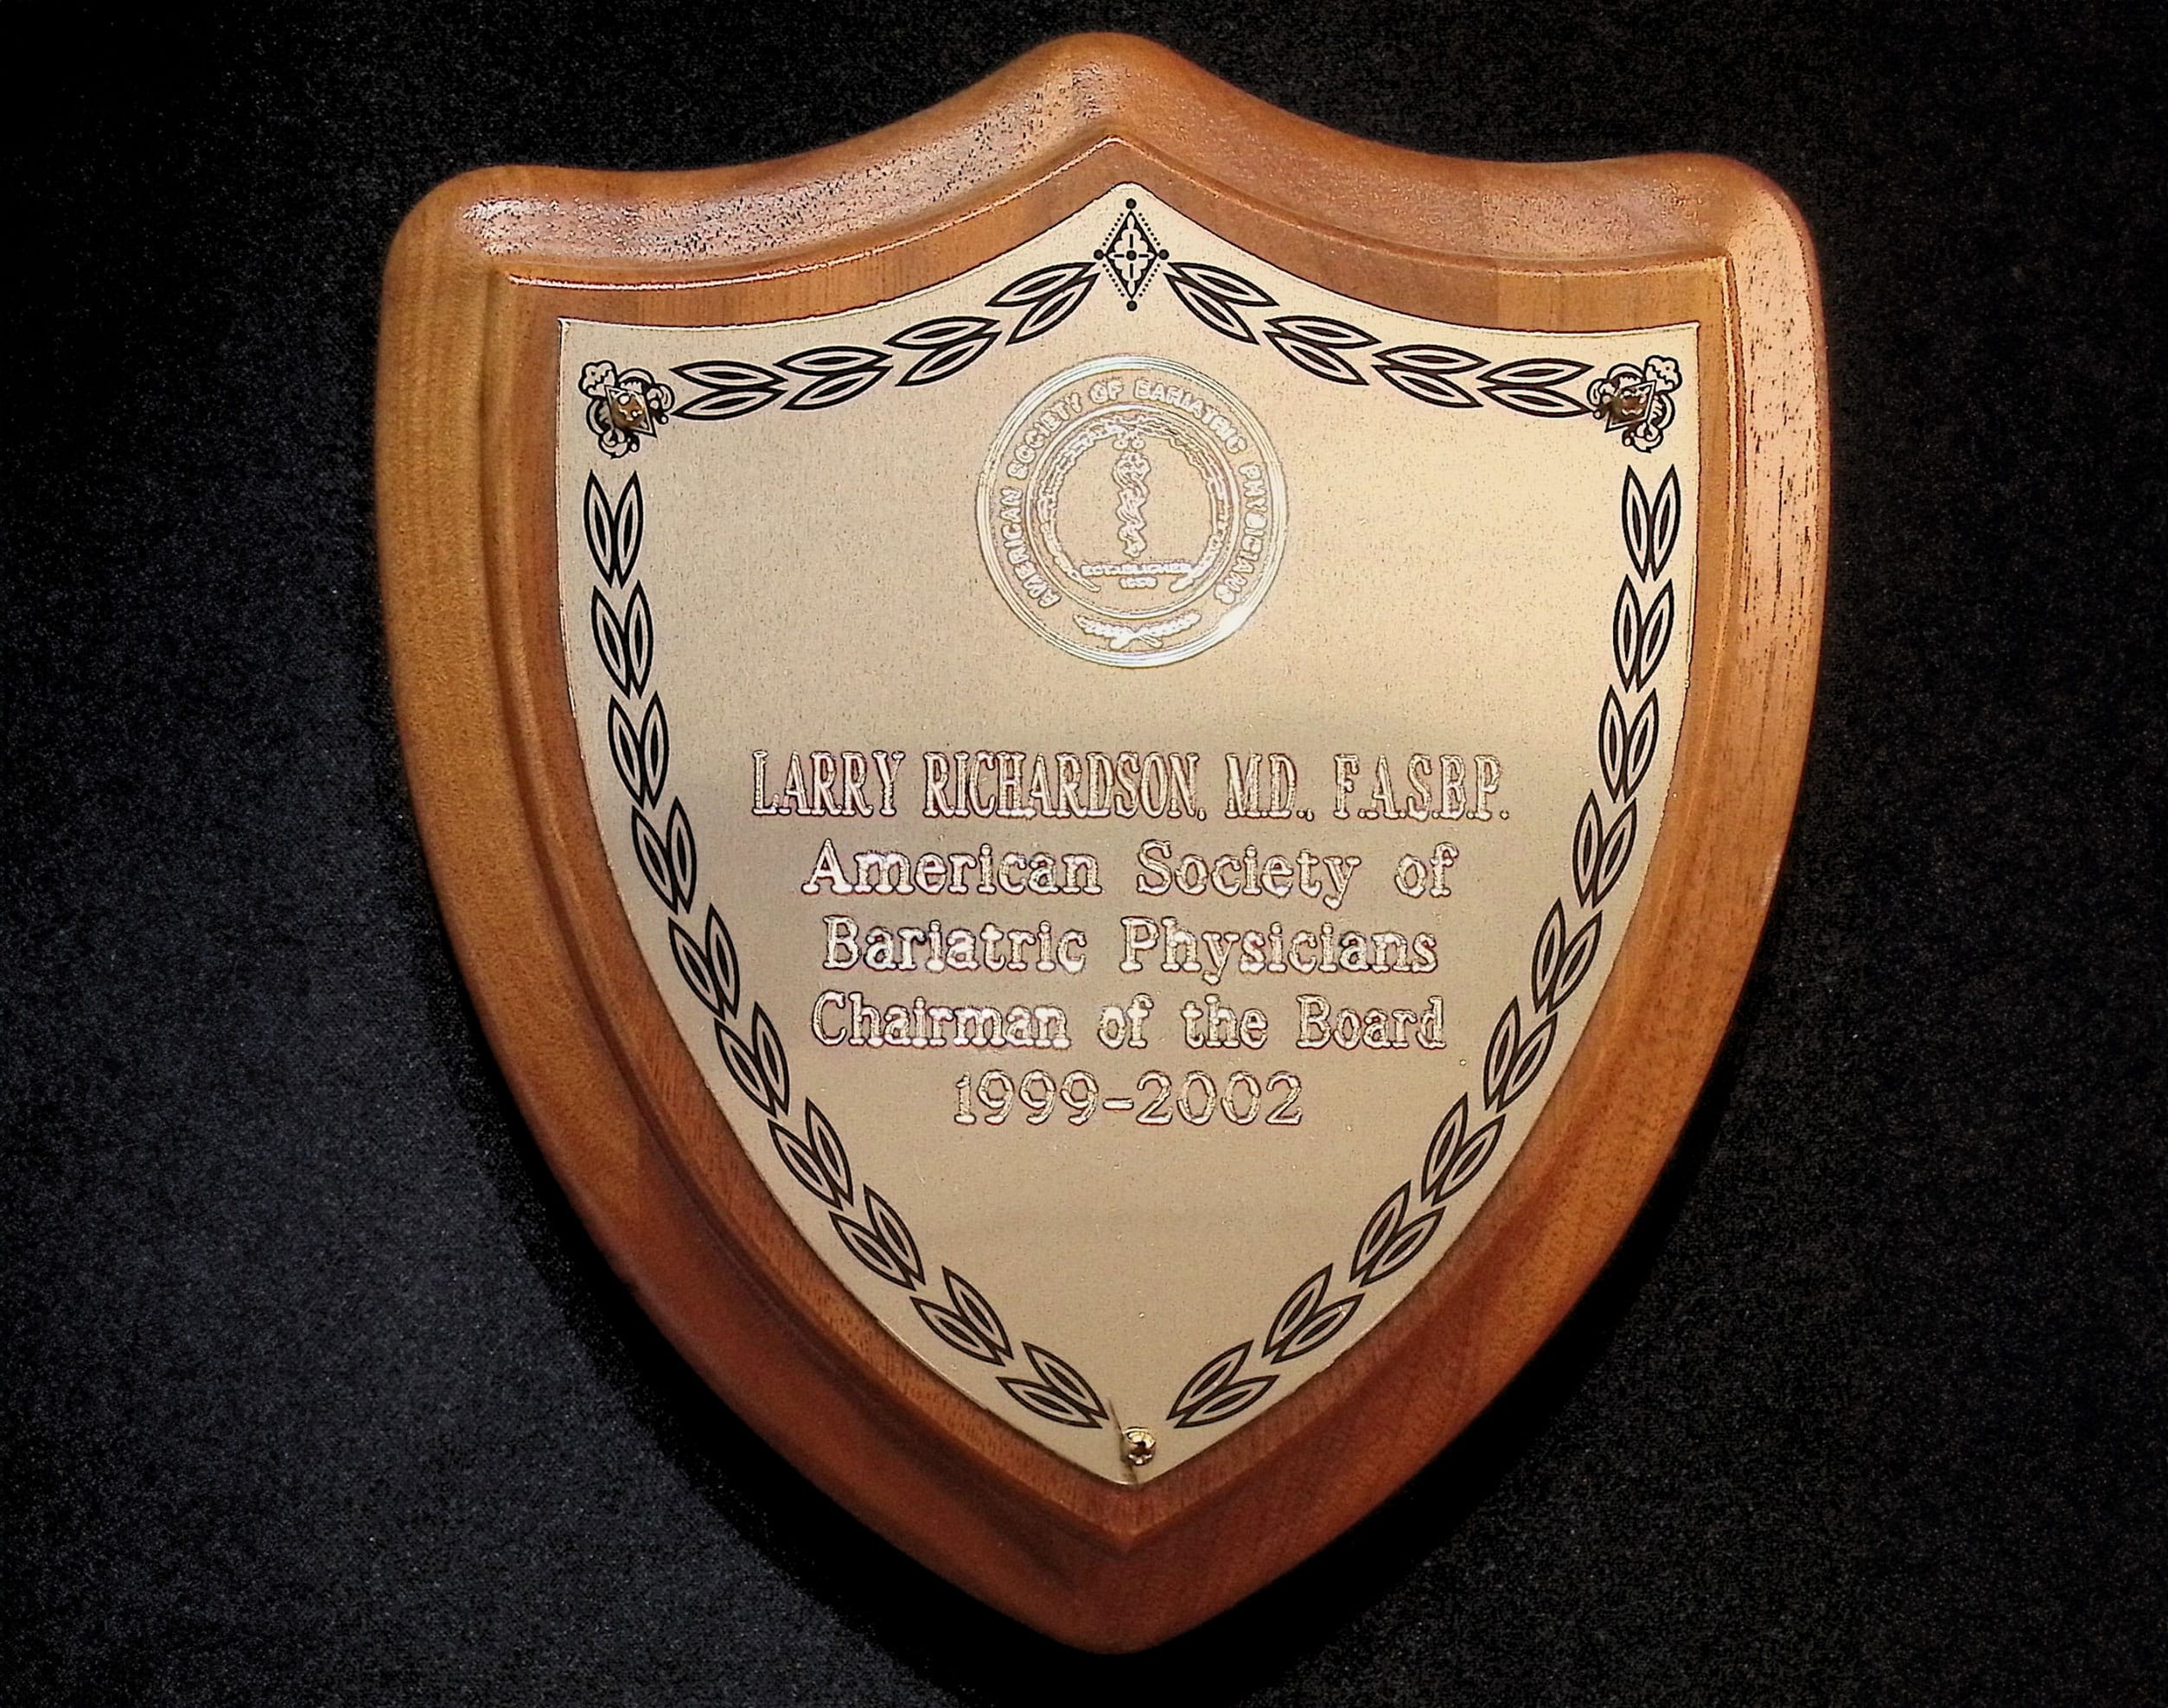 AMERICAN SOCIETY OF BARIATRIC PHYSICIANS
ESTABLISHED
LARRY RICHARDSON, M.D., F.A.S.B.P.
American Society of
Bariatric Physicians
Chairman of the Board
1999-2002